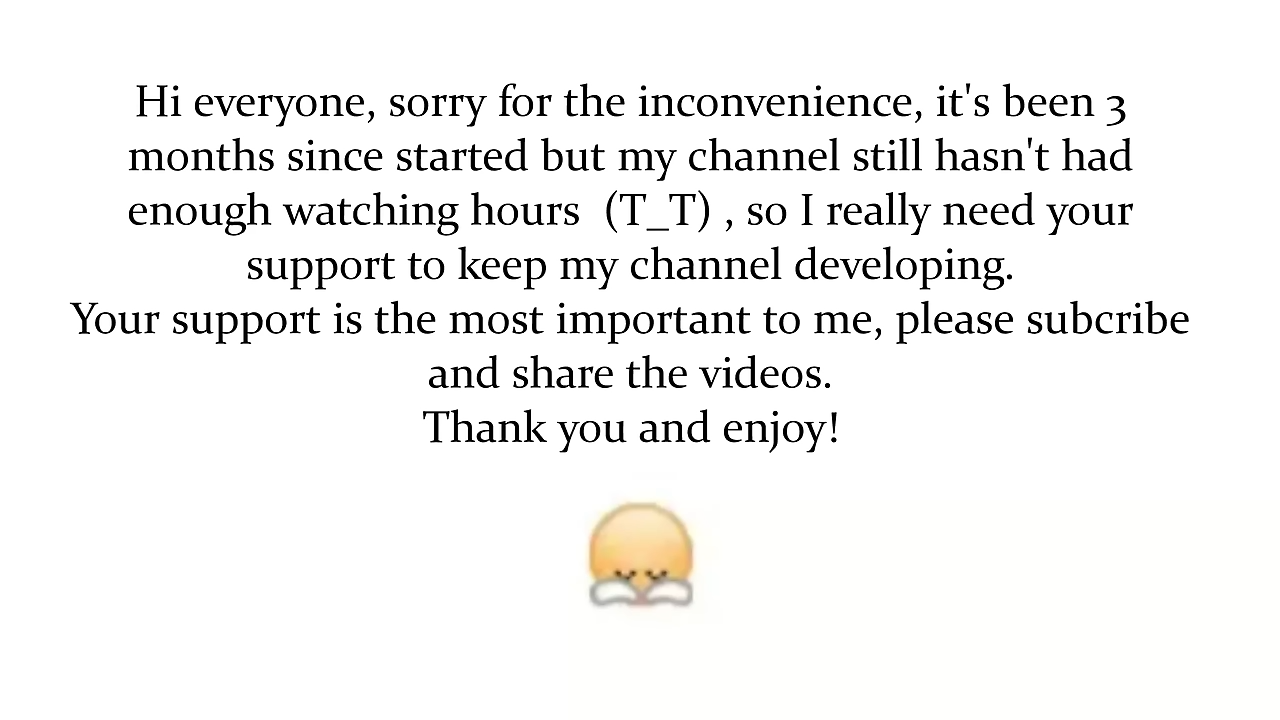 Hi everyone, sorry for the inconvenience, it's been 3
months since started but my channel still hasn't had
enough watching hours  (T_T) , so I really need your
support to keep my channel developing.
Your support is the most important to me, please subcribe
and share the videos.
Thank you and enjoy!